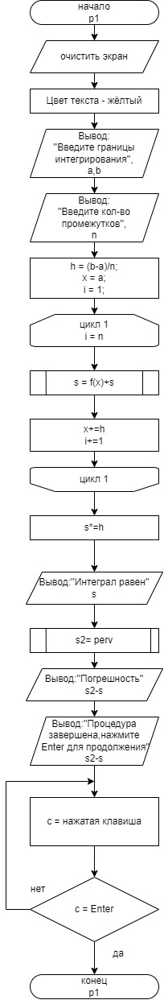 начало
p1
очистить экран
Цвет текста - жёлтый
Вывод:
"Введите границы
интегрирования",
a,b
Вывод:
"Введите кол-во
промежутков",
n
h = (b-a)/n;
x = a;
i = 1;
цикл 1
i = n
s = f(x)+s
x+=h
i+=1
цикл 1
s*=h
Вывод:"Интеграл равен"
s
s2= perv
Вывод:"Погрешность"
s2-s
Вывод:"Процедура
завершена,нажмите
Enter для продолжения"
s2-s
c = нажатая клавиша
нет
c = Enter
да
конец
p1